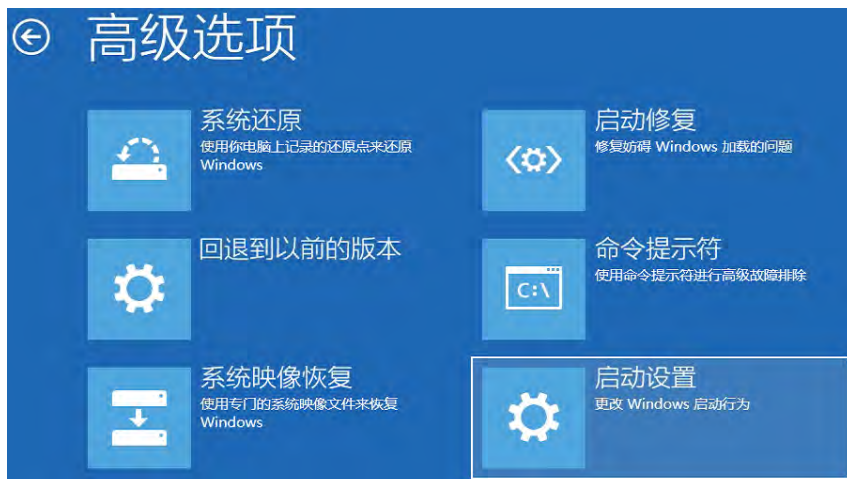 高级选项
系统还原
使用你电脑上记录的还原点来还原
Windows
启动修复
修复妨碍 Windows 加载的问题
回退到以前的版本
命令提示符
使用命令提示符进行高级故障排除
C:\
系统映像恢复
使用专门的系统映像文件来恢复
Windows
启动设置
更改 Windows 启动行为